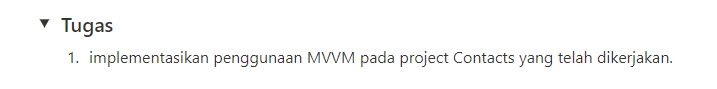 Tugas
1. implementasikan penggunaan MVVM pada project Contacts yang telah dikerjakan.